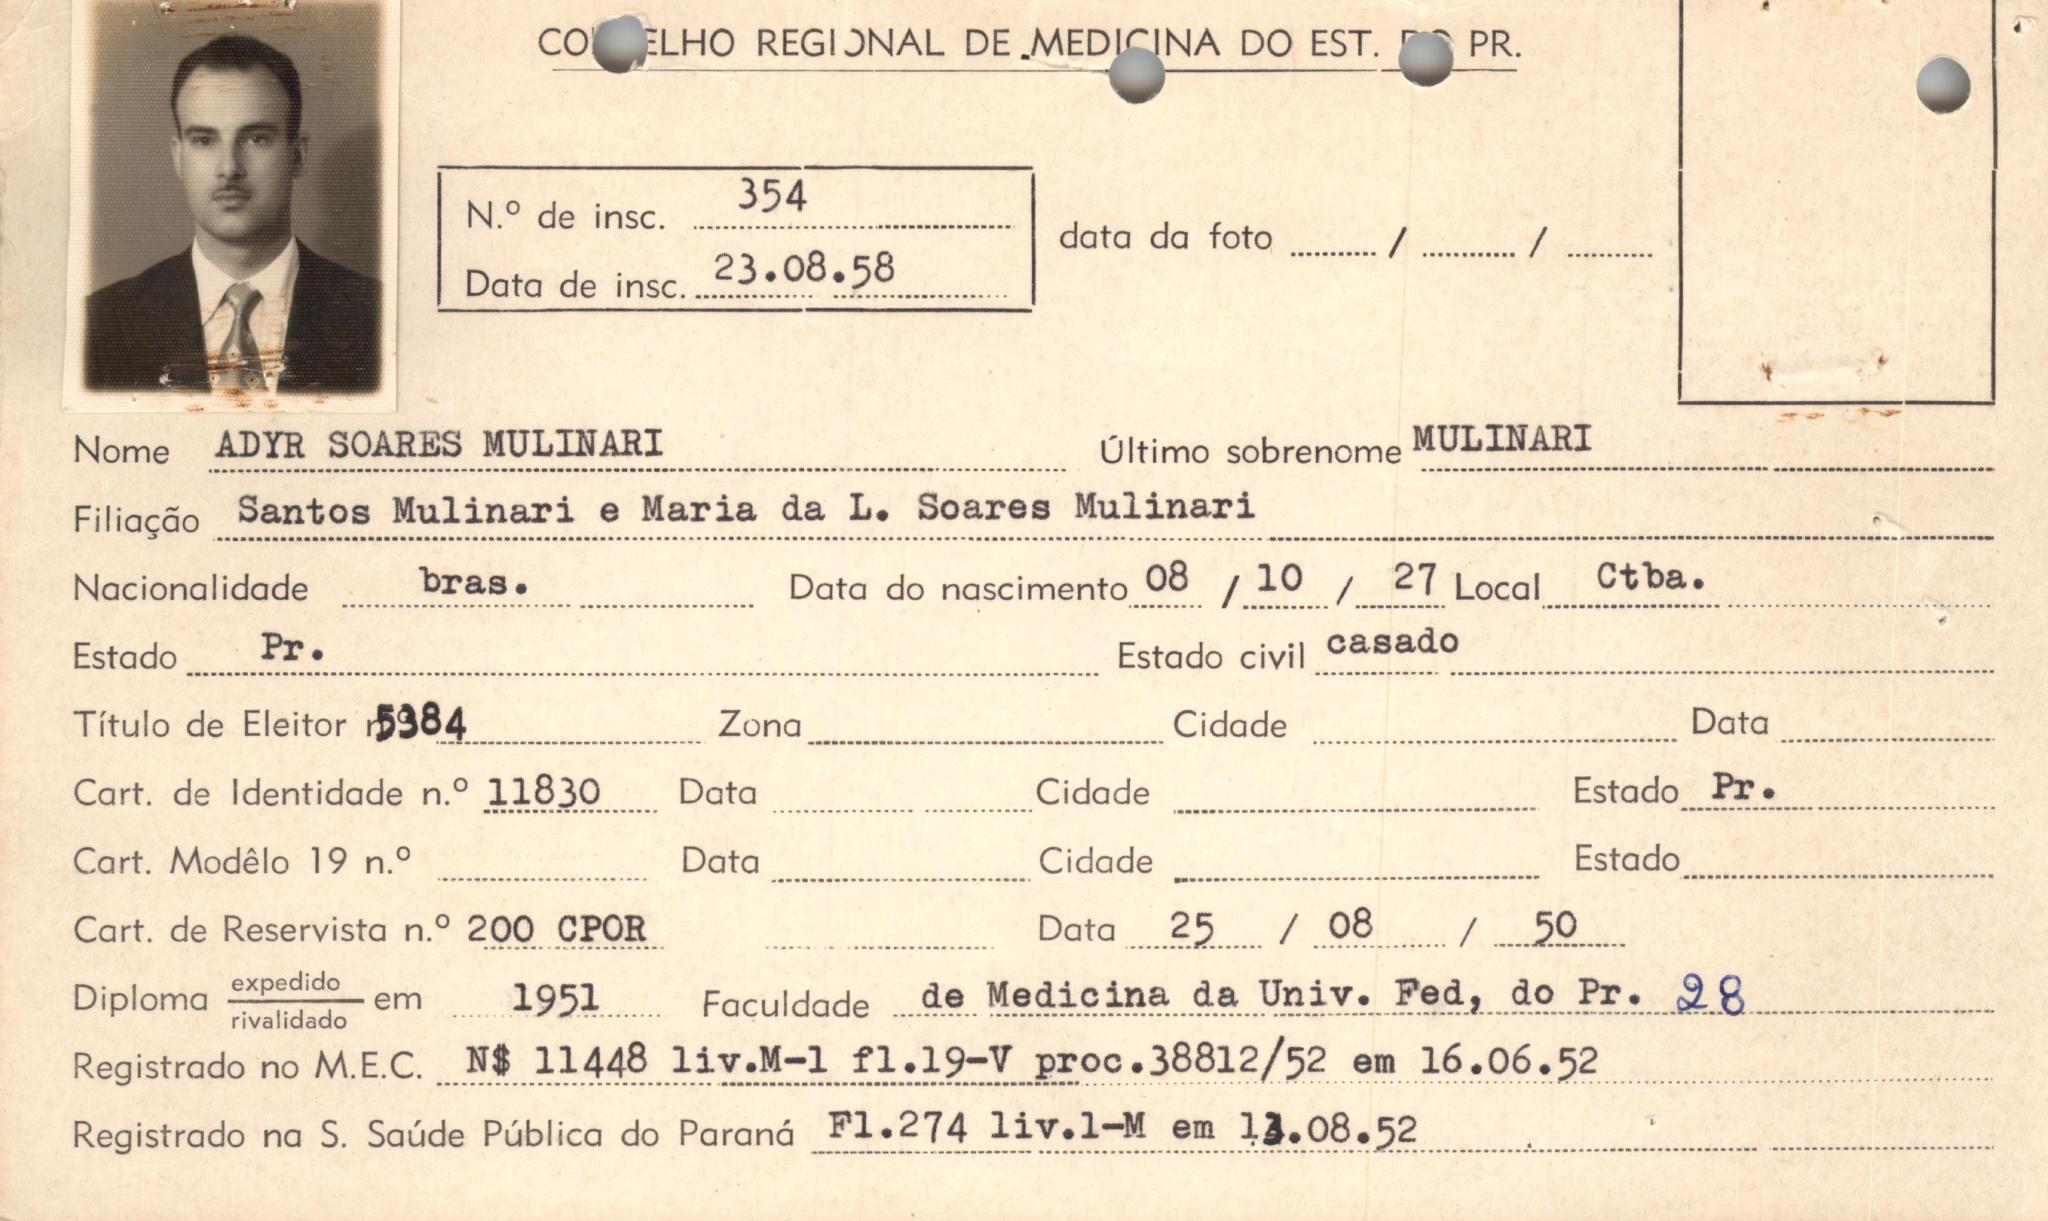 CONSELHO REGIONAL DE MEDICINA DO EST. DO PR.
N.º de insc. 354
Data de insc. 23.08.58
data da foto / /
Nome ADYR SOARES MULINARI Último sobrenome MULINARI
Filiação Santos Mulinari e Maria da L. Soares Mulinari
Nacionalidade bras. Data do nascimento 08 / 10 / 27 Local Ctba.
Estado Pr. Estado civil casado
Título de Eleitor n.º Zona Cidade Data
Cart. de Identidade n.º 11830 Data Cidade Estado Pr.
Cart. Modêlo 19 n.º Data Cidade Estado
Cart. de Reservista n.º 200 CPOR Data 25 / 08 / 50
Diploma expedido/rivalidado em 1951 Faculdade de Medicina da Univ. Fed, do Pr. 28
Registrado no M.E.C. N$ 11448 liv.M-1 fl.19-V proc.38812/52 em 16.06.52
Registrado na S. Saúde Pública do Paraná Fl.274 liv.1-M em